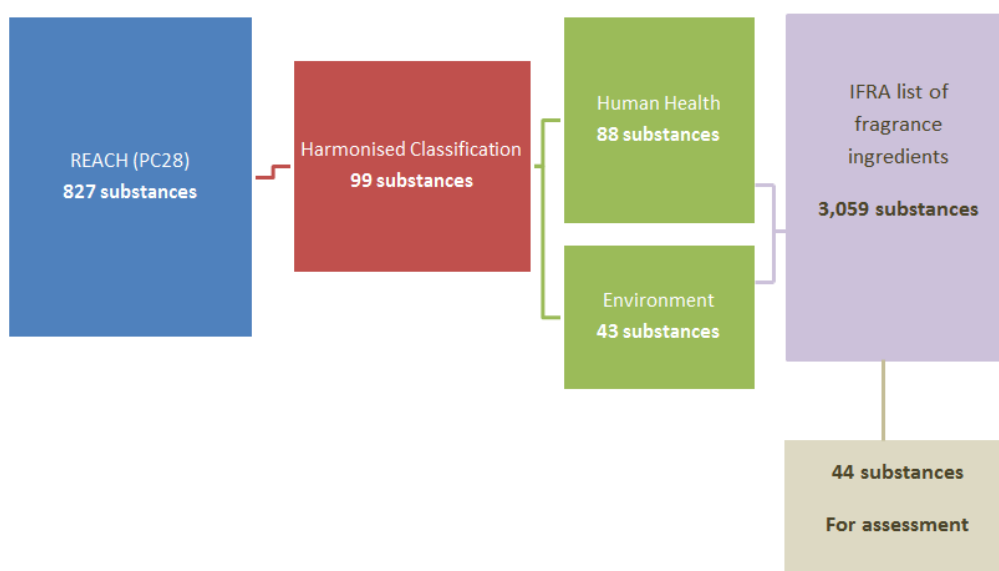 REACH (PC28)
827 substances
Harmonised Classification
99 substances
Human Health
88 substances
Environment
43 substances
IFRA list of
fragrance
ingredients
3,059 substances
44 substances
For assessment